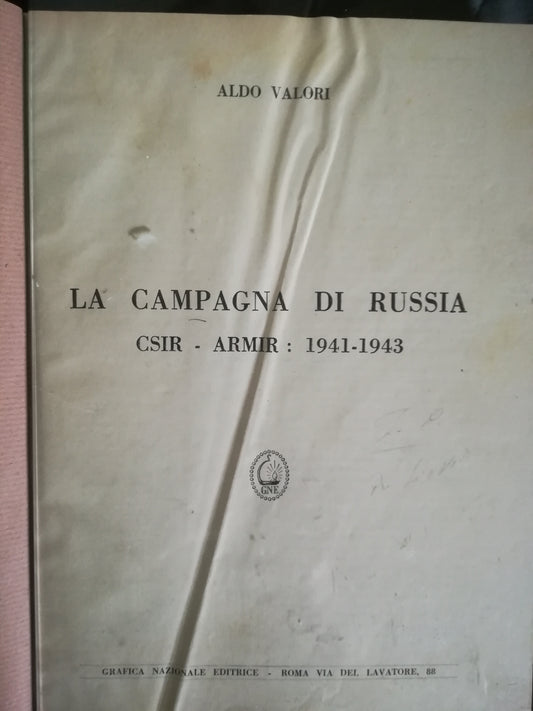 ALDO VALORI
LA CAMPAGNA DI RUSSIA
CSIR - ARMIR : 1941-1943
GNE
GRAFICA NAZIONALE EDITRICE - ROMA VIA DEL LAVATORE, 88